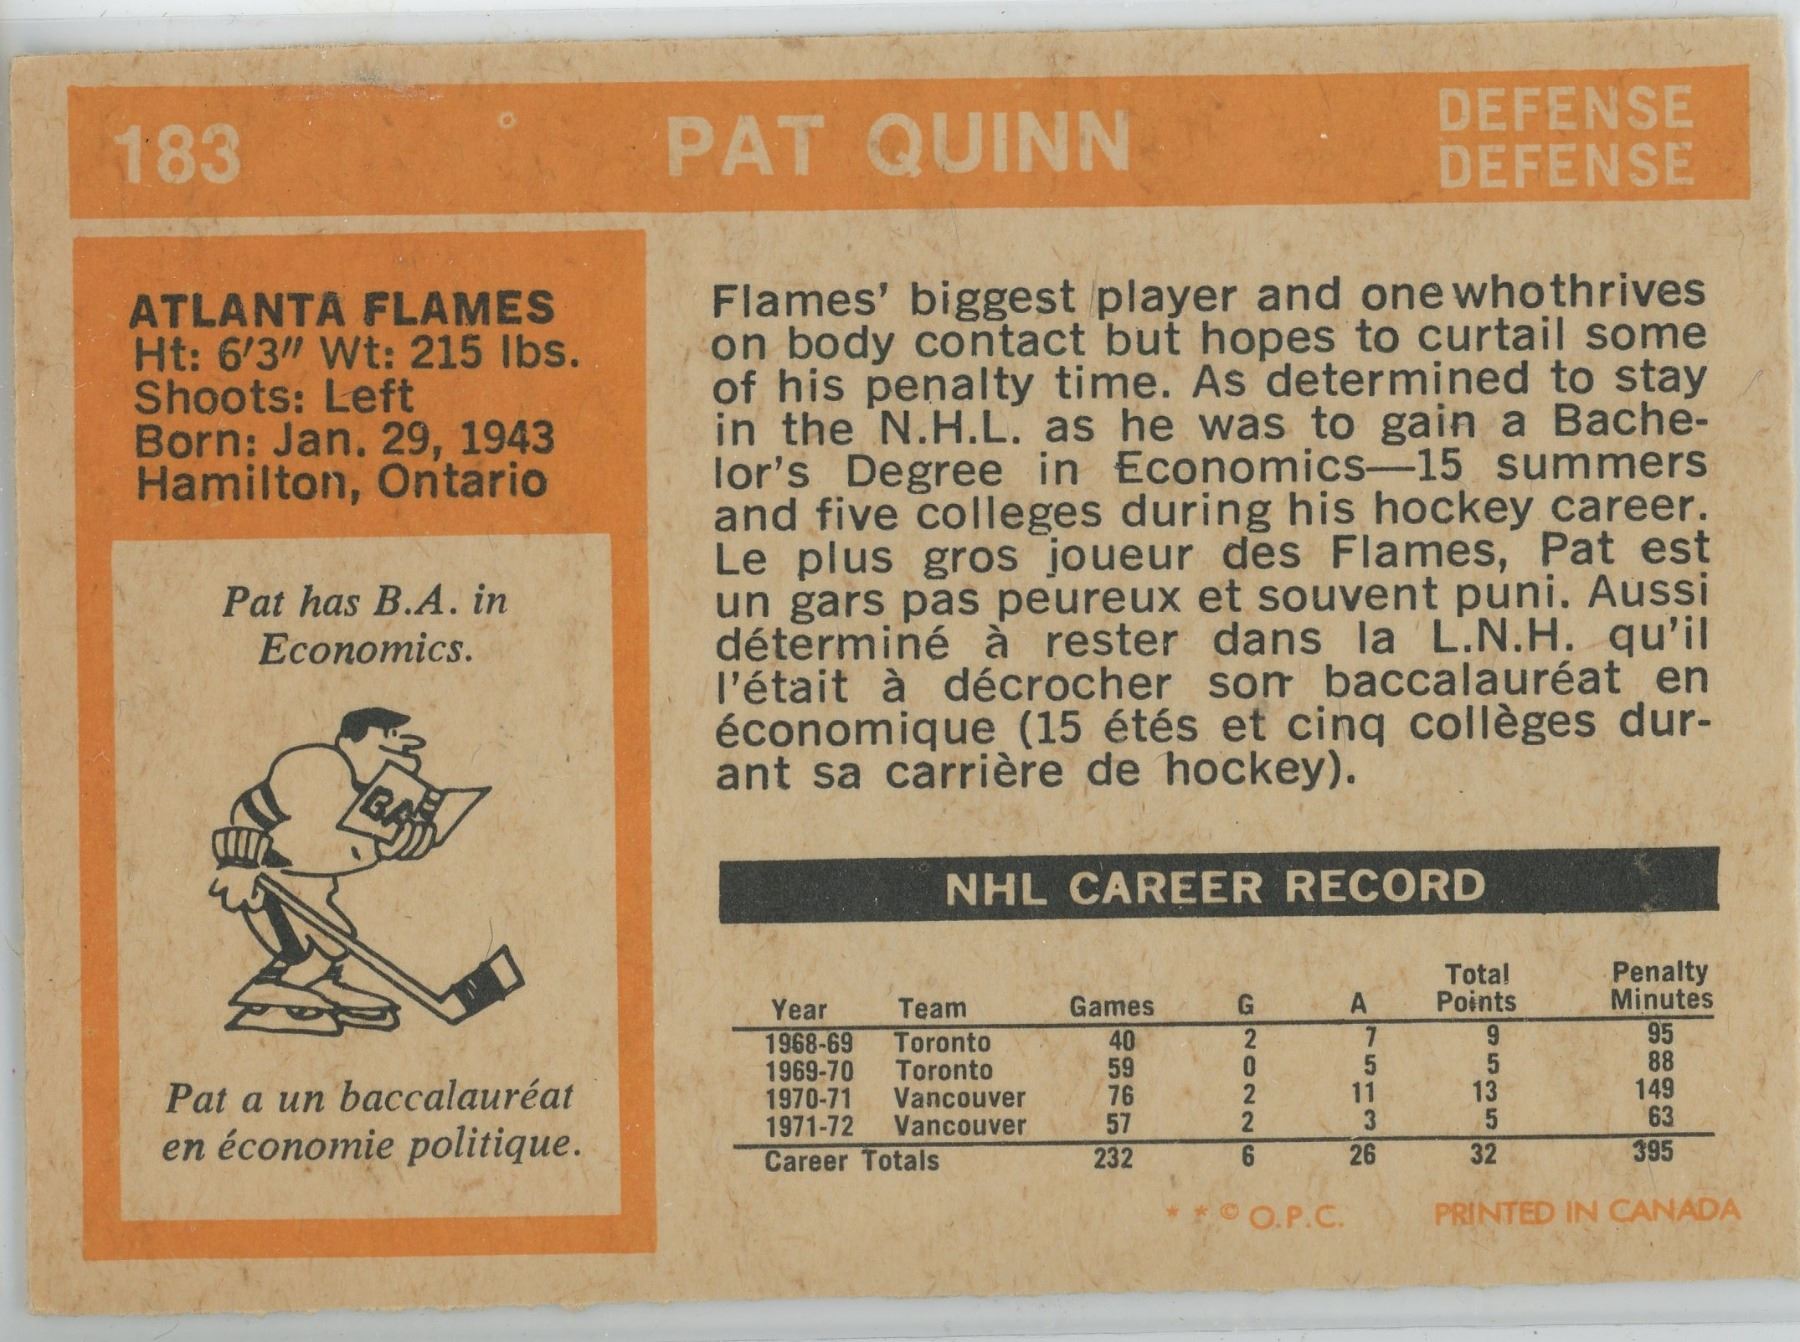 183 PAT QUINN DEFENSE
DEFENSE
ATLANTA FLAMES
Ht: 6'3" Wt: 215 lbs.
Shoots: Left
Born: Jan. 29, 1943
Hamilton, Ontario
Pat has B.A. in
Economics.
BA
Pat a un baccalauréat
en économie politique.
Flames' biggest player and one who thrives
on body contact but hopes to curtail some
of his penalty time. As determined to stay
in the N.H.L. as he was to gain a Bache-
lor's Degree in Economics—15 summers
and five colleges during his hockey career.
Le plus gros joueur des Flames, Pat est
un gars pas peureux et souvent puni. Aussi
déterminé à rester dans la L.N.H. qu'il
l'était à décrocher son baccalauréat en
économique (15 étés et cinq collèges dur-
ant sa carrière de hockey).
NHL CAREER RECORD
Year Team Games G A Total Points Penalty Minutes
1968-69 Toronto 40 2 7 9 95
1969-70 Toronto 59 0 5 5 88
1970-71 Vancouver 76 2 11 13 149
1971-72 Vancouver 57 2 3 5 63
Career Totals 232 6 26 32 395
* * © O.P.C. PRINTED IN CANADA